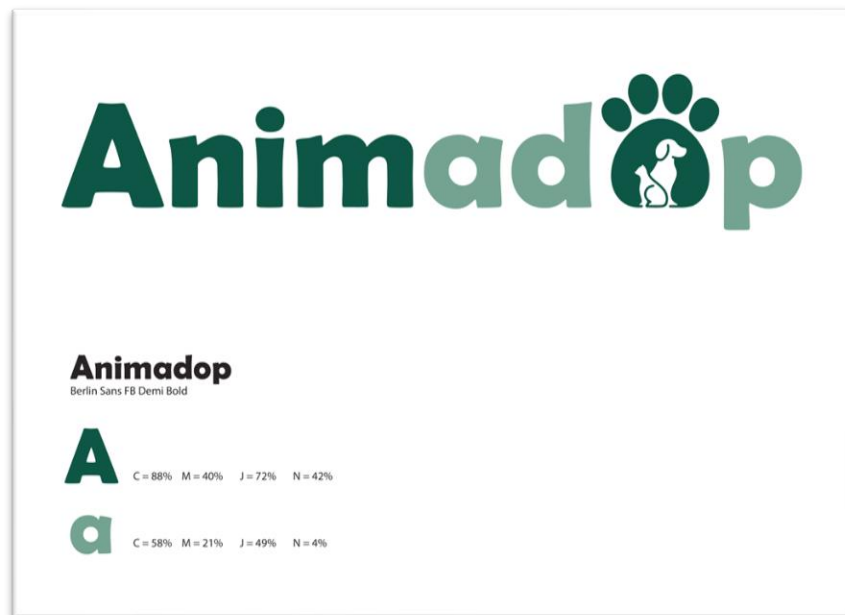 Animadop
Animadop
Berlin Sans FB Demi Bold
A C = 88% M = 40% J = 72% N = 42%
a C = 58% M = 21% J = 49% N = 4%